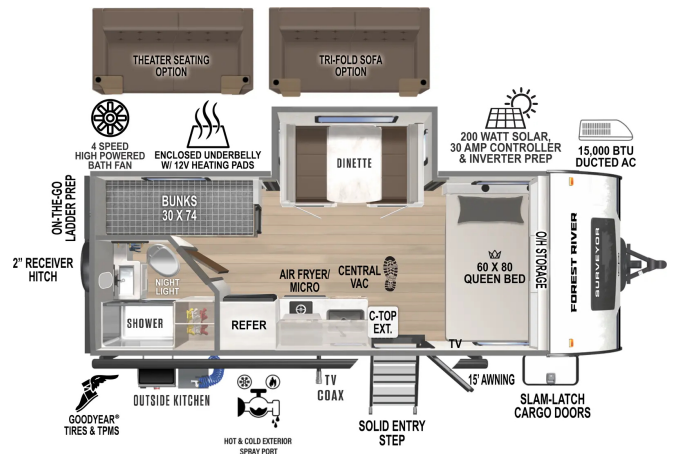 THEATER SEATING
OPTION
TRI-FOLD SOFA
OPTION
4 SPEED
HIGH POWERED
BATH FAN
ENCLOSED UNDERBELLY
W/ 12V HEATING PADS
200 WATT SOLAR,
30 AMP CONTROLLER
& INVERTER PREP
15,000 BTU
DUCTED AC
ON-THE-GO
LADDER PREP
BUNKS
30 X 74
DINETTE
2" RECEIVER
HITCH
NIGHT
LIGHT
AIR FRYER/
MICRO
CENTRAL
VAC
60 X 80
QUEEN BED
O/H STORAGE
FOREST RIVER
SURVEYOR
SHOWER
REFER
C-TOP
EXT.
TV
OUTSIDE KITCHEN
TV
COAX
15' AWNING
GOODYEAR®
TIRES & TPMS
HOT & COLD EXTERIOR
SPRAY PORT
SOLID ENTRY
STEP
SLAM-LATCH
CARGO DOORS